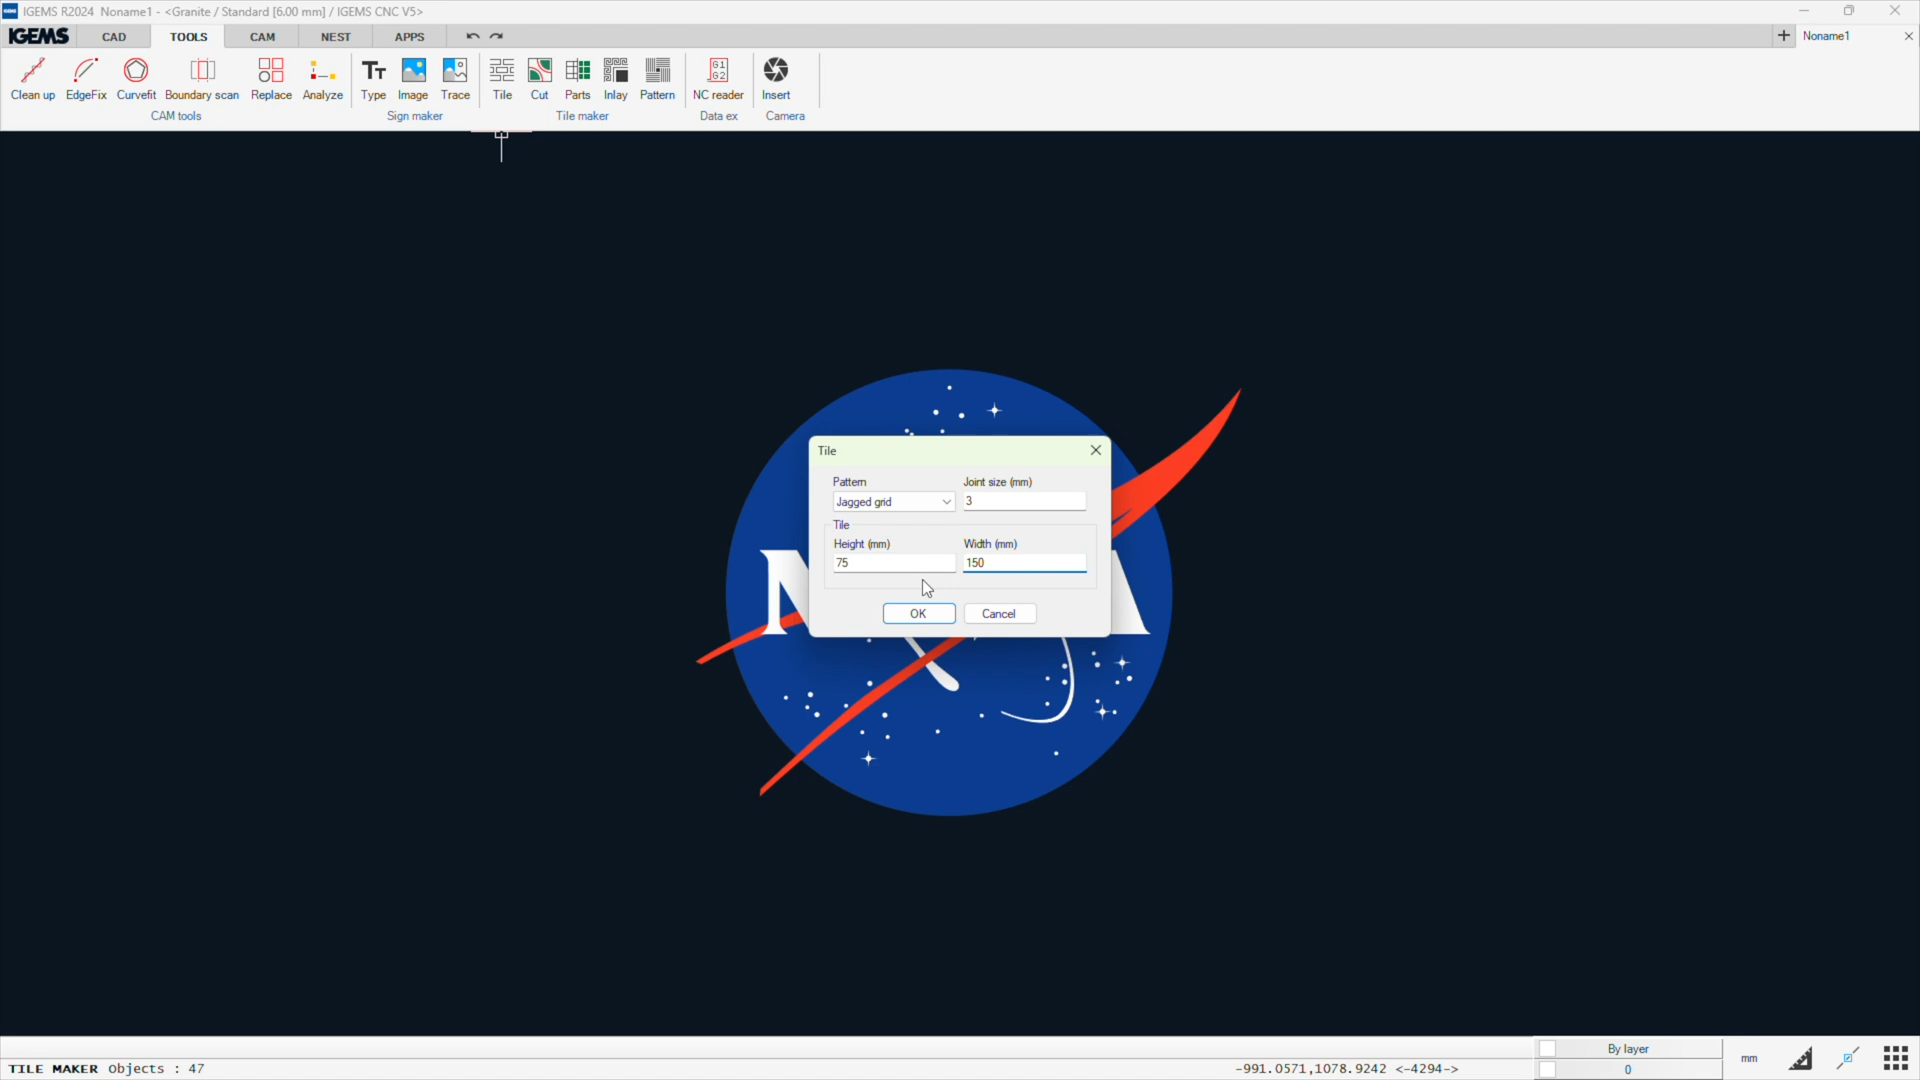 IGEMS R2024 Noname1 - <Granite / Standard [6.00 mm] / IGEMS CNC V5>
IGEMS CAD TOOLS CAM NEST APPS Noname1
Clean up EdgeFix Curvefit Boundary scan Replace Analyze Type Image Trace Tile Cut Parts Inlay Pattern NC reader Insert
CAM tools Sign maker Tile maker Data ex Camera
Tile
Pattern Joint size (mm)
Jagged grid 3
Tile
Height (mm) Width (mm)
75 150
OK Cancel
By layer
TILE MAKER Objects : 47 -991.0571,1078.9242 <-4294-> 0 mm